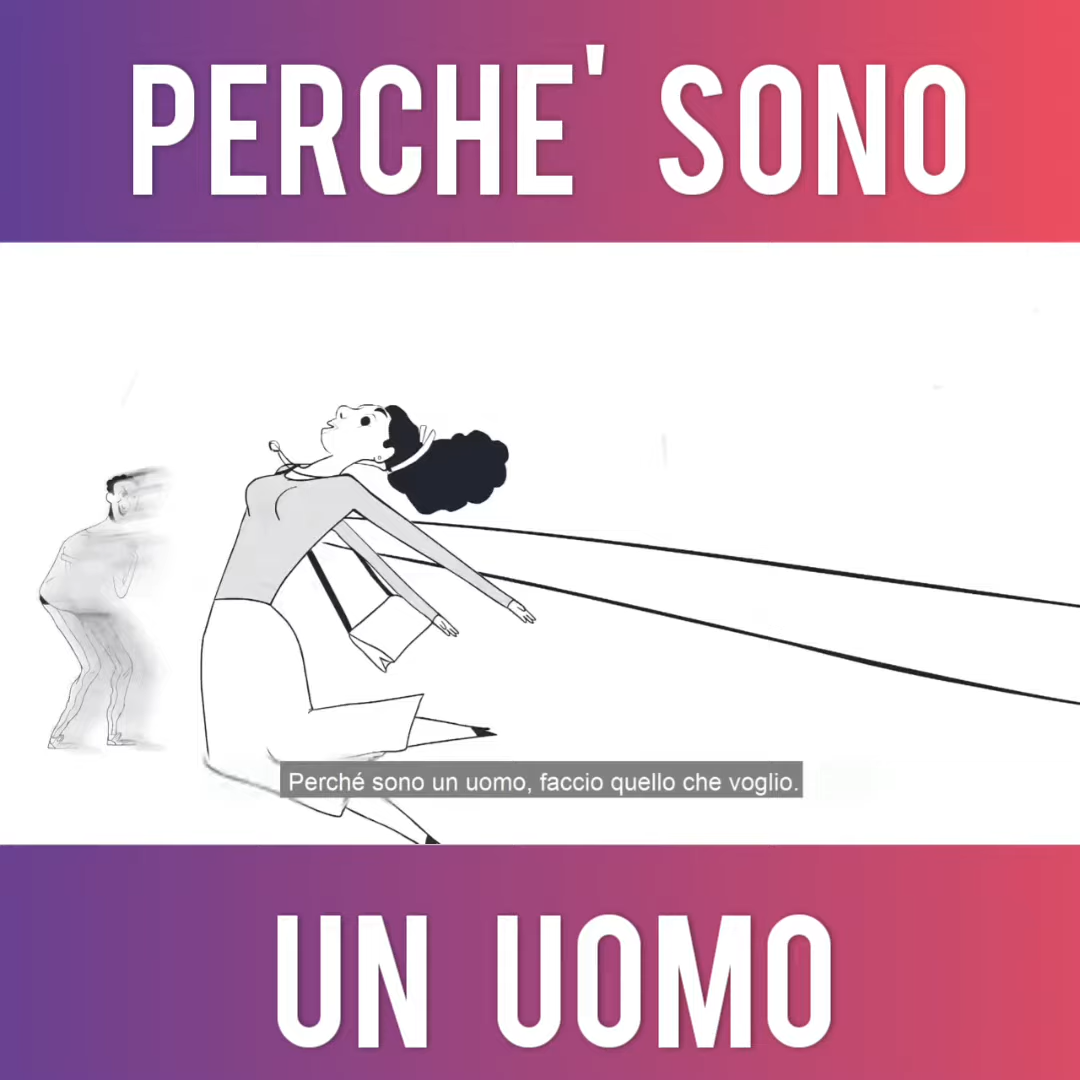 PERCHE' SONO
Perché sono un uomo, faccio quello che voglio.
UN UOMO